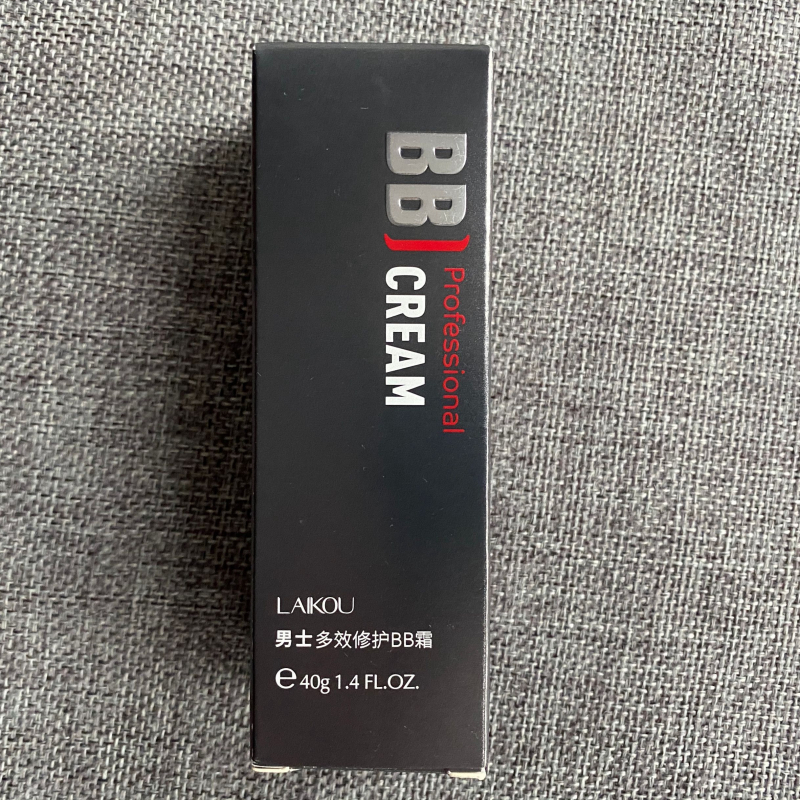 BB
Professional
CREAM
LAIKOU
男士多效修护BB霜
e 40g 1.4 FL.OZ.